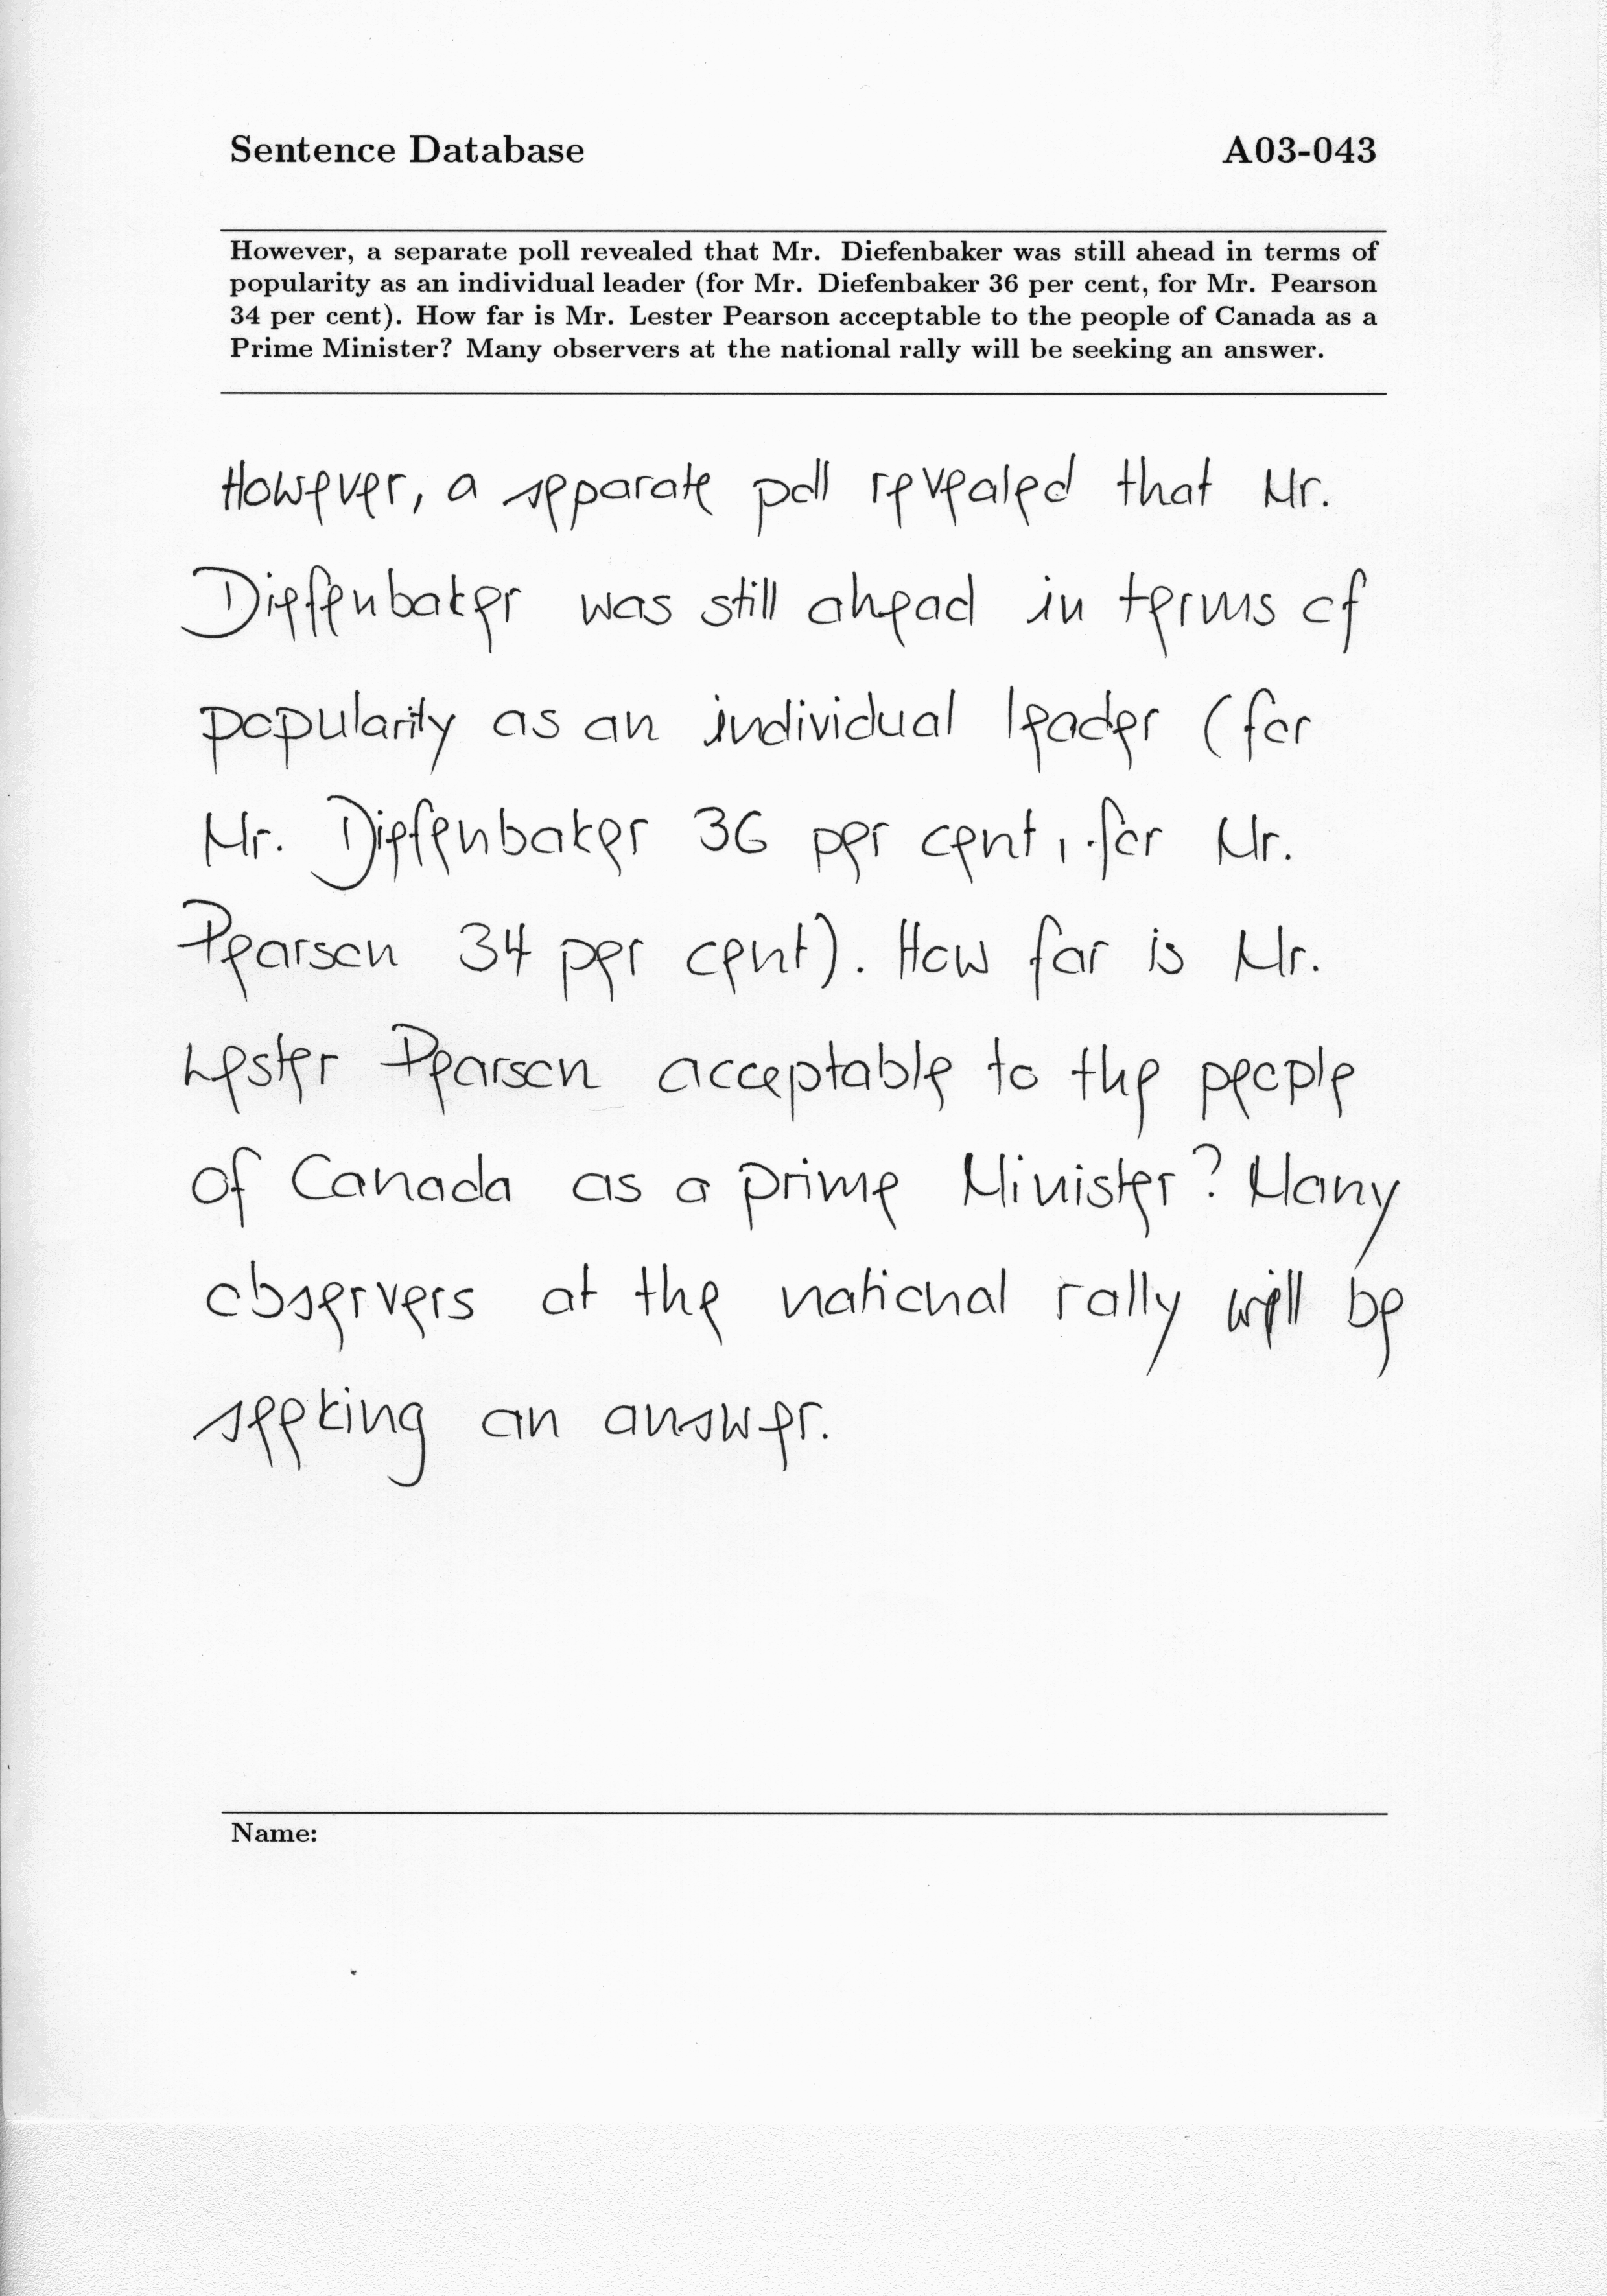 Sentence Database A03-043
However, a separate poll revealed that Mr. Diefenbaker was still ahead in terms of
popularity as an individual leader (for Mr. Diefenbaker 36 per cent, for Mr. Pearson
34 per cent). How far is Mr. Lester Pearson acceptable to the people of Canada as a
Prime Minister? Many observers at the national rally will be seeking an answer.
However, a separate poll revealed that Mr.
Diefenbaker was still ahead in terms of
popularity as an individual leader (for
Mr. Diefenbaker 36 per cent, for Mr.
Pearson 34 per cent). How far is Mr.
Lester Pearson acceptable to the people
of Canada as a prime Minister? Many
observers at the national rally will be
seeking an answer.
Name: